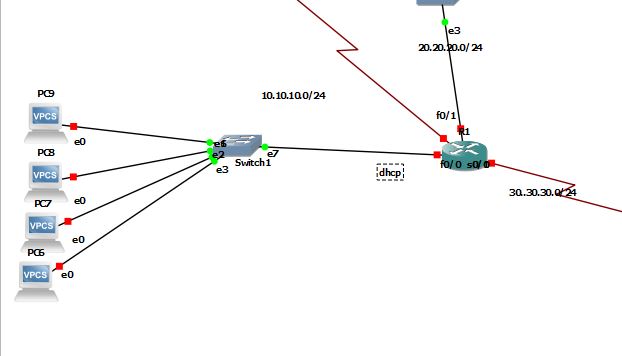 e3
20.20.20.0/24
PC9
10.10.10.0/24
VPCS
e0
f0/1
R1
e2
Switch1
e7
PC8
VPCS
e3
f0/0 s0/0
dhcp
e0
30..30.30.0/24
PC7
VPCS
e0
PC6
VPCS
e0